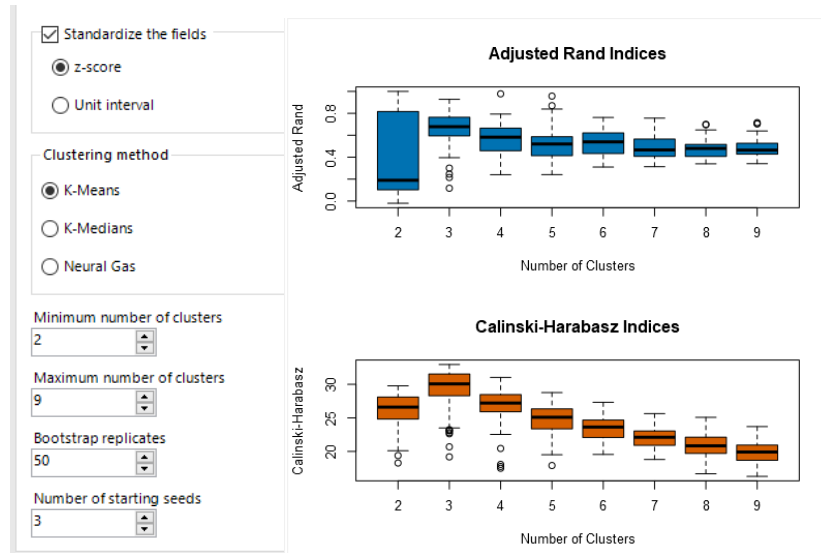 Standardize the fields
z-score
Unit interval
Clustering method
K-Means
K-Medians
Neural Gas
Minimum number of clusters
2
Maximum number of clusters
9
Bootstrap replicates
50
Number of starting seeds
3
Adjusted Rand Indices
Adjusted Rand
0.8
0.4
0.0
2 3 4 5 6 7 8 9
Number of Clusters
Calinski-Harabasz Indices
Calinski-Harabasz
30
25
20
2 3 4 5 6 7 8 9
Number of Clusters